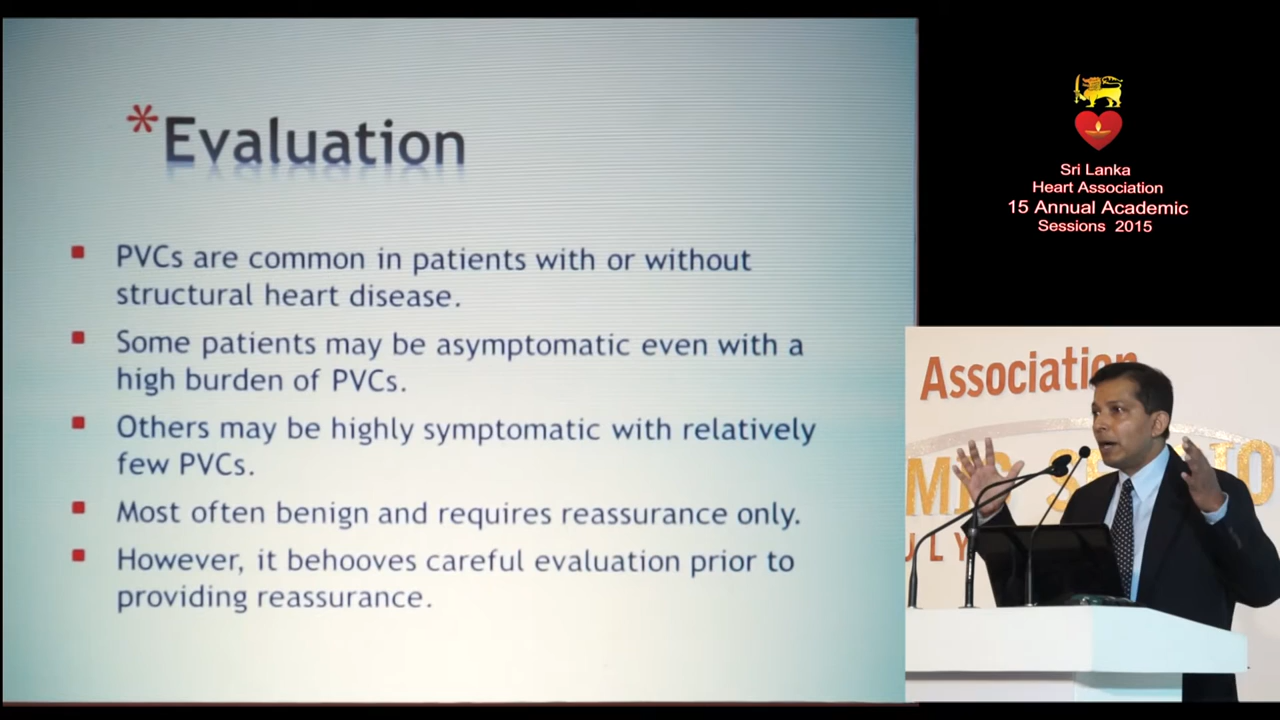 *Evaluation
PVCs are common in patients with or without
structural heart disease.
Some patients may be asymptomatic even with a
high burden of PVCs.
Others may be highly symptomatic with relatively
few PVCs.
Most often benign and requires reassurance only.
However, it behooves careful evaluation prior to
providing reassurance.
Sri Lanka
Heart Association
15 Annual Academic
Sessions 2015
Association